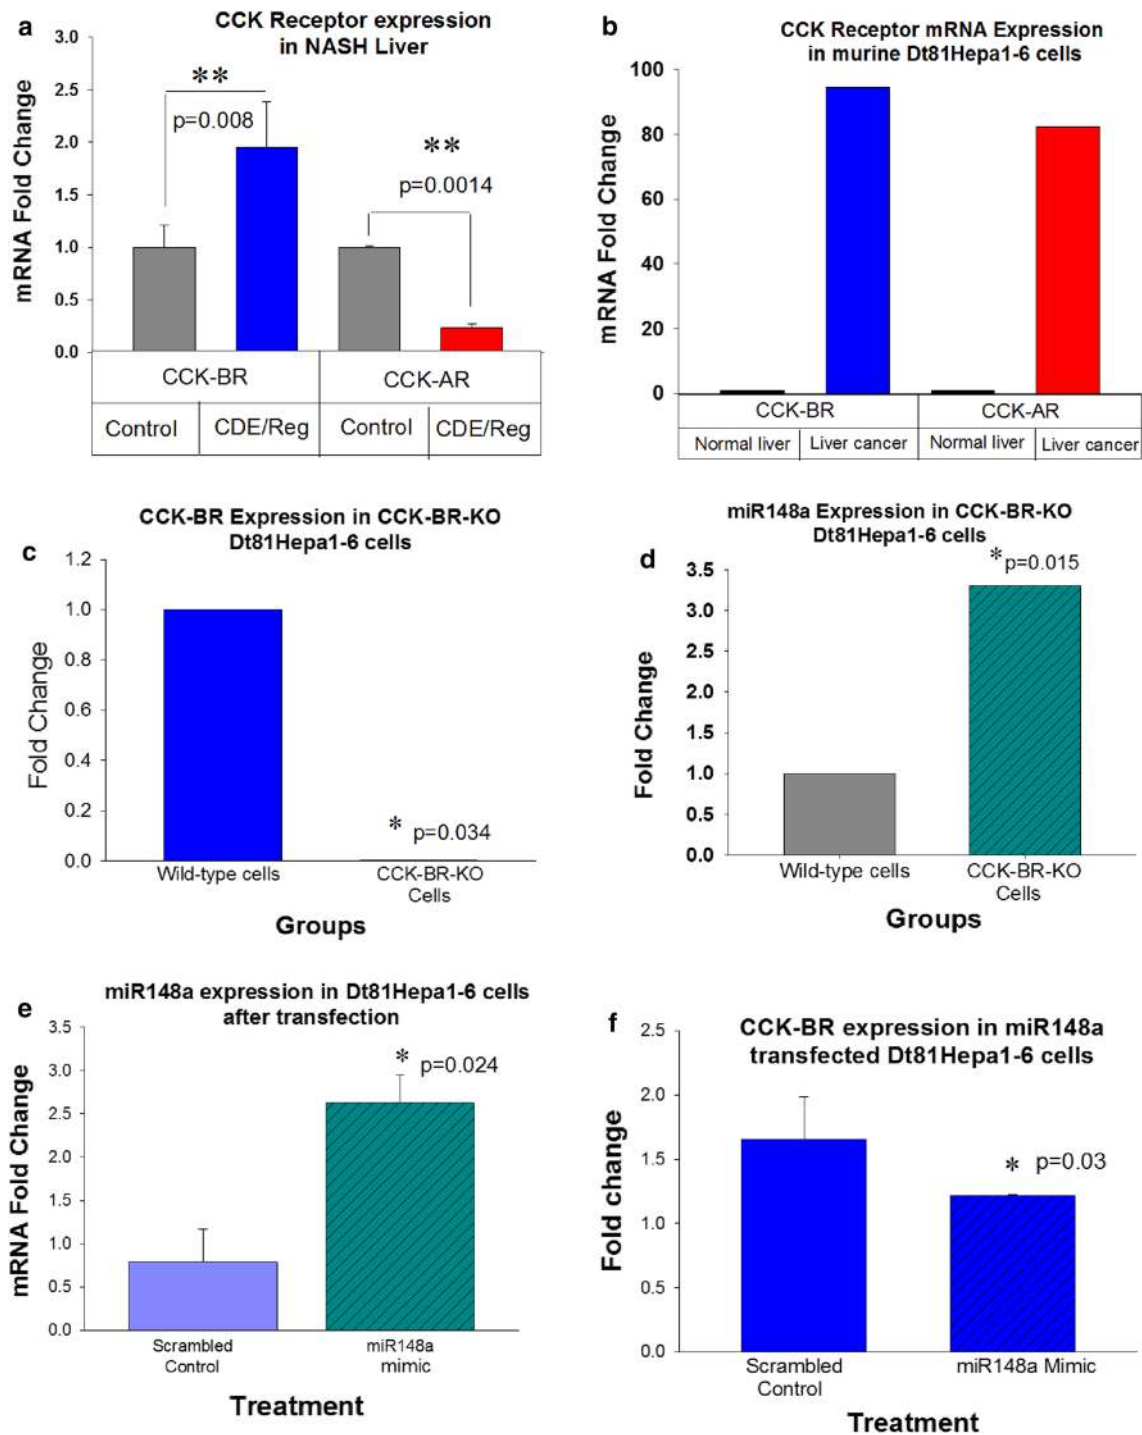 a
CCK Receptor expression
in NASH Liver
mRNA Fold Change
3.0
2.5
2.0
1.5
1.0
0.5
0.0
**
p=0.008
**
p=0.0014
CCK-BR CCK-AR
Control CDE/Reg Control CDE/Reg
b
CCK Receptor mRNA Expression
in murine Dt81Hepa1-6 cells
mRNA Fold Change
100
80
60
40
20
0
CCK-BR CCK-AR
Normal liver Liver cancer Normal liver Liver cancer
c
CCK-BR Expression in CCK-BR-KO
Dt81Hepa1-6 cells
Fold Change
1.2
1.0
0.8
0.6
0.4
0.2
0.0
* p=0.034
Wild-type cells CCK-BR-KO
Cells
Groups
d
miR148a Expression in CCK-BR-KO
Dt81Hepa1-6 cells
Fold Change
3.5
3.0
2.5
3.5
1.0
1.0
0.5
0.0
*p=0.015
Wild-type cells CCK-BR-KO
Cells
Groups
e
miR148a expression in Dt81Hepa1-6 cells
after transfection
mRNA Fold Change
3.5
3.0
2.5
2.0
1.5
1.0
0.5
0.0
* p=0.024
Scrambled miR148a
Control mimic
Treatment
f
CCK-BR expression in miR148a
transfected Dt81Hepa1-6 cells
Fold change
2.5
2.0
1.5
1.0
0.5
0.0
* p=0.03
Scrambled miR148a Mimic
Control
Treatment